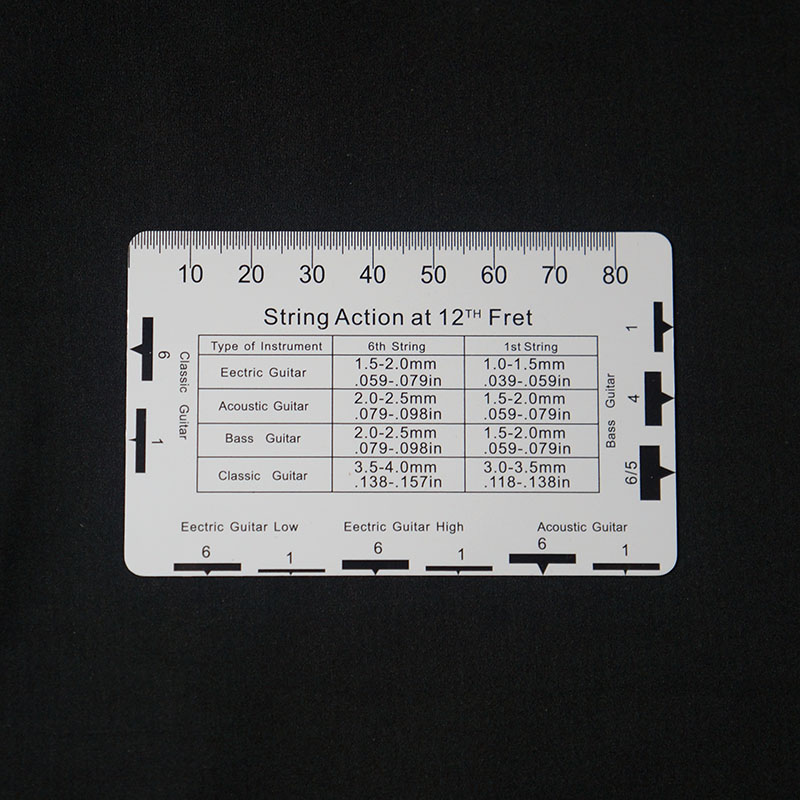 10 20 30 40 50 60 70 80
String Action at 12TH Fret
Type of Instrument 6th String 1st String
Eectric Guitar 1.5-2.0mm 1.0-1.5mm
.059-.079in .039-.059in
Acoustic Guitar 2.0-2.5mm 1.5-2.0mm
.079-.098in .059-.079in
Bass Guitar 2.0-2.5mm 1.5-2.0mm
.079-.098in .059-.079in
Classic Guitar 3.5-4.0mm 3.0-3.5mm
.138-.157in .118-.138in
Classic Guitar
6
1
Bass Guitar
1
4
6/5
Eectric Guitar Low Eectric Guitar High Acoustic Guitar
6 1 6 1 6 1